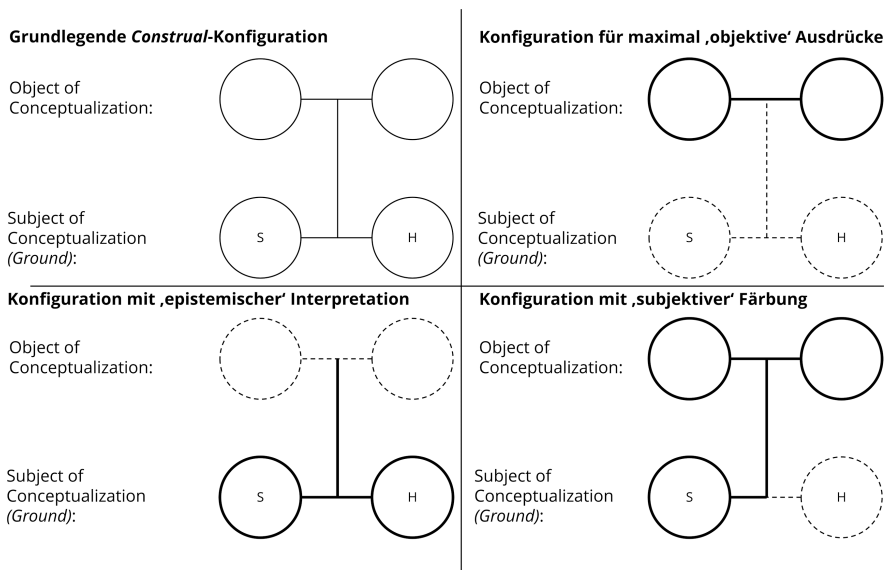 Grundlegende Construal-Konfiguration
Object of
Conceptualization:
Subject of
Conceptualization
(Ground):
S
H
Konfiguration für maximal ‚objektive‘ Ausdrücke
Object of
Conceptualization:
Subject of
Conceptualization
(Ground):
S
H
Konfiguration mit ‚epistemischer‘ Interpretation
Object of
Conceptualization:
Subject of
Conceptualization
(Ground):
S
H
Konfiguration mit ‚subjektiver‘ Färbung
Object of
Conceptualization:
Subject of
Conceptualization
(Ground):
S
H